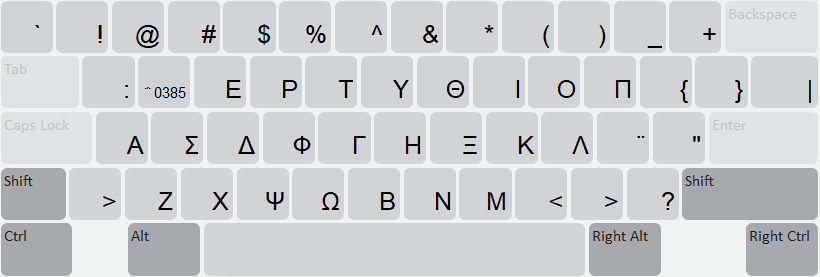 ` ! @ # $ % ^ & * ( ) _ + Backspace
Tab : ΅ 0385 Ε Ρ Τ Υ Θ Ι Ο Π { } |
Caps Lock Α Σ Δ Φ Γ Η Ξ Κ Λ ¨ " Enter
Shift > Ζ Χ Ψ Ω Β Ν Μ < > ? Shift
Ctrl Alt Right Alt Right Ctrl